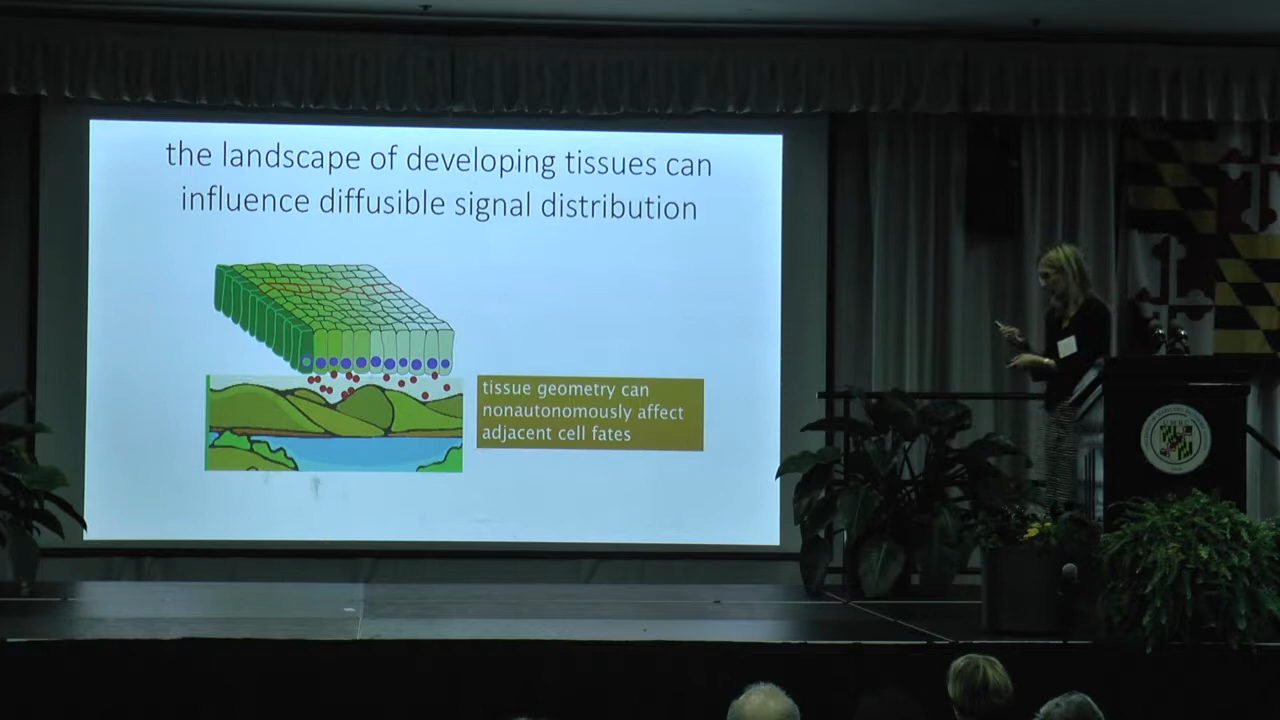 the landscape of developing tissues can
influence diffusible signal distribution
tissue geometry can
nonautonomously affect
adjacent cell fates